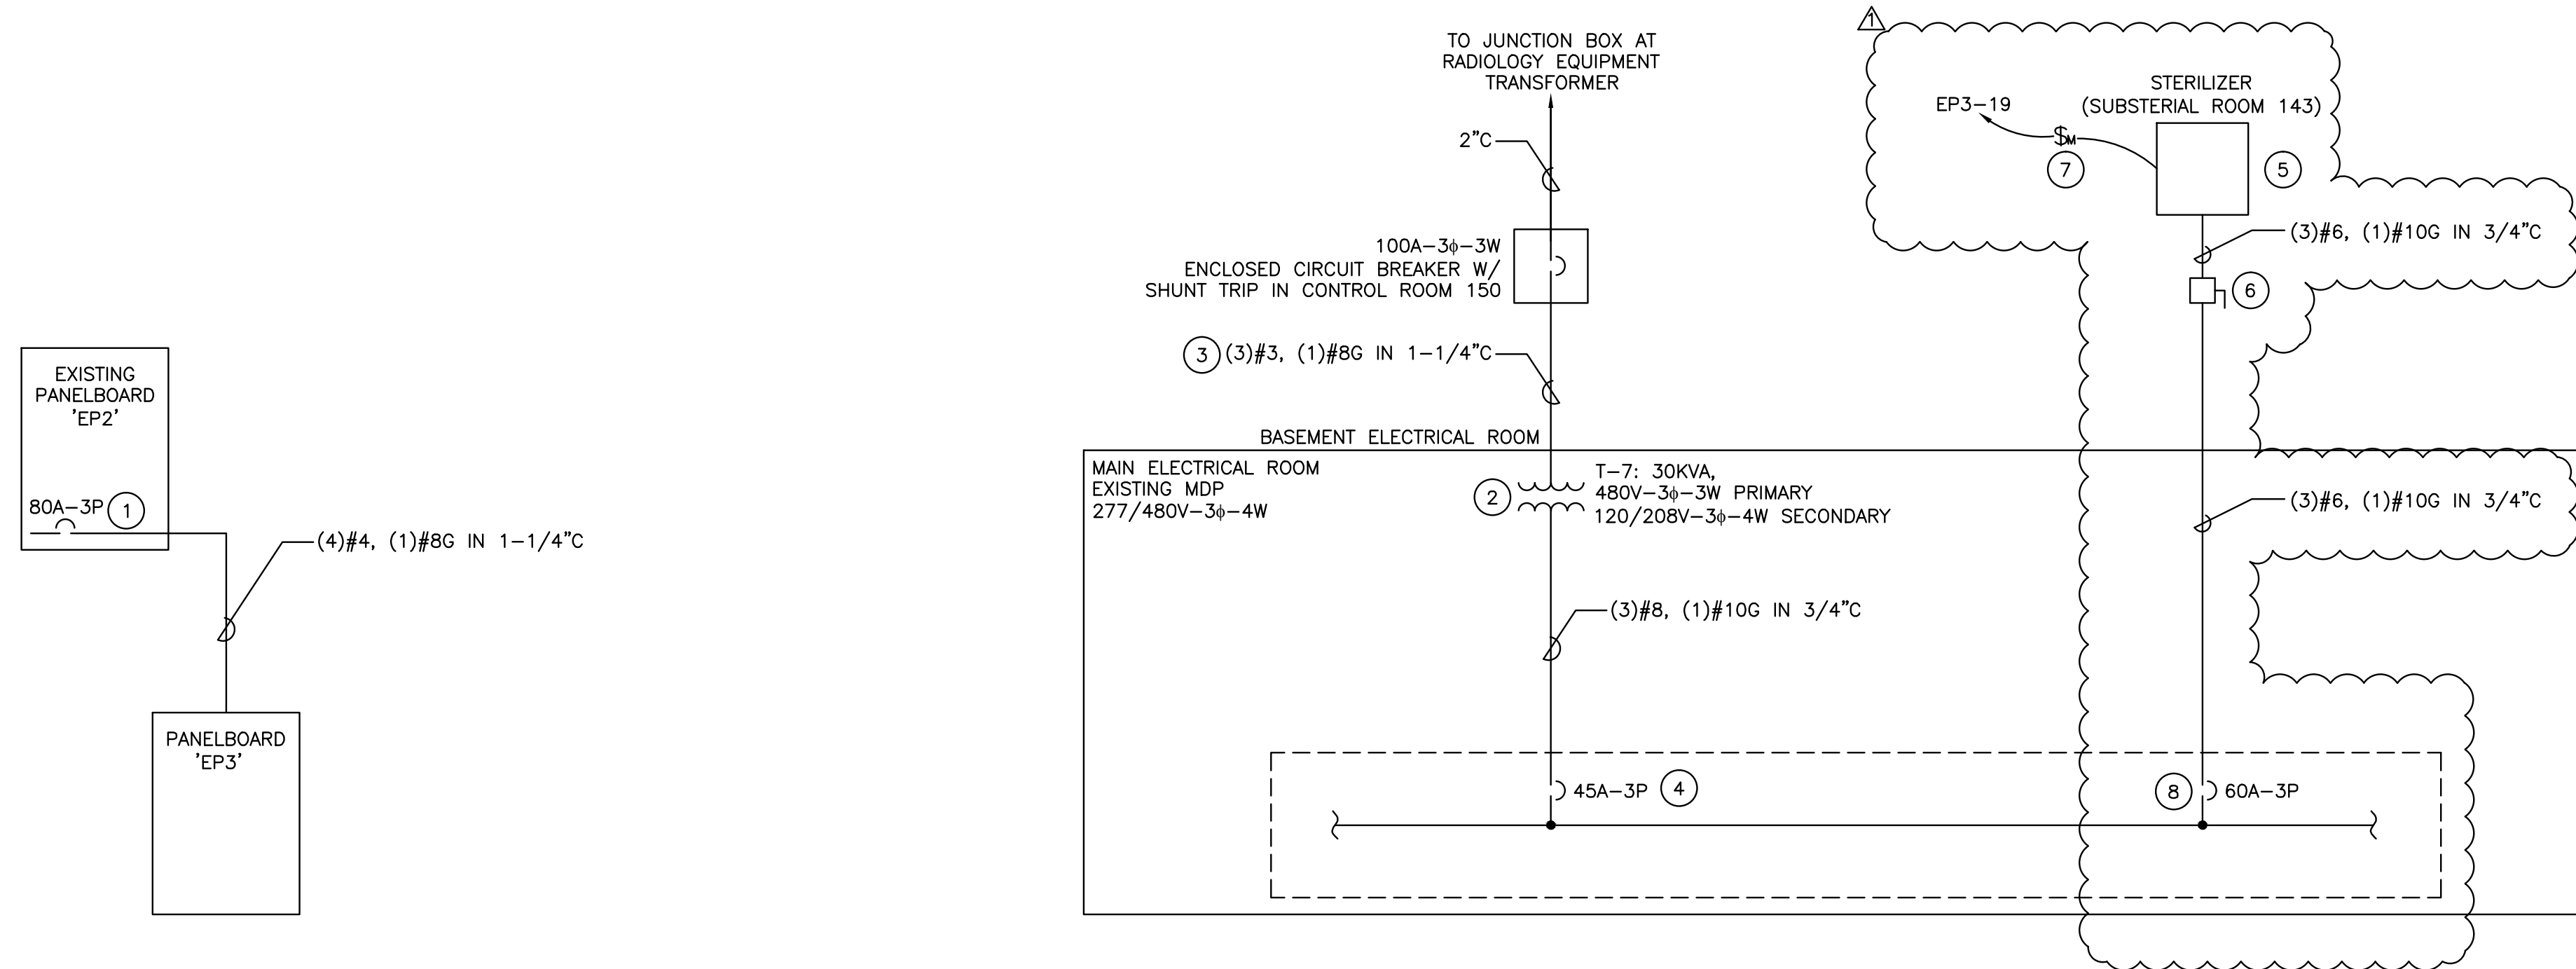 EXISTING
PANELBOARD
'EP2'
80A-3P
1
(4)#4, (1)#8G IN 1-1/4"C
PANELBOARD
'EP3'
TO JUNCTION BOX AT
RADIOLOGY EQUIPMENT
TRANSFORMER
2"C
100A-3ϕ-3W
ENCLOSED CIRCUIT BREAKER W/
SHUNT TRIP IN CONTROL ROOM 150
3
(3)#3, (1)#8G IN 1-1/4"C
BASEMENT ELECTRICAL ROOM
MAIN ELECTRICAL ROOM
EXISTING MDP
277/480V-3ϕ-4W
2
T-7: 30KVA,
480V-3ϕ-3W PRIMARY
120/208V-3ϕ-4W SECONDARY
(3)#8, (1)#10G IN 3/4"C
45A-3P
4
1
STERILIZER
(SUBSTERIAL ROOM 143)
EP3-19
$M
7
5
(3)#6, (1)#10G IN 3/4"C
6
(3)#6, (1)#10G IN 3/4"C
8
60A-3P